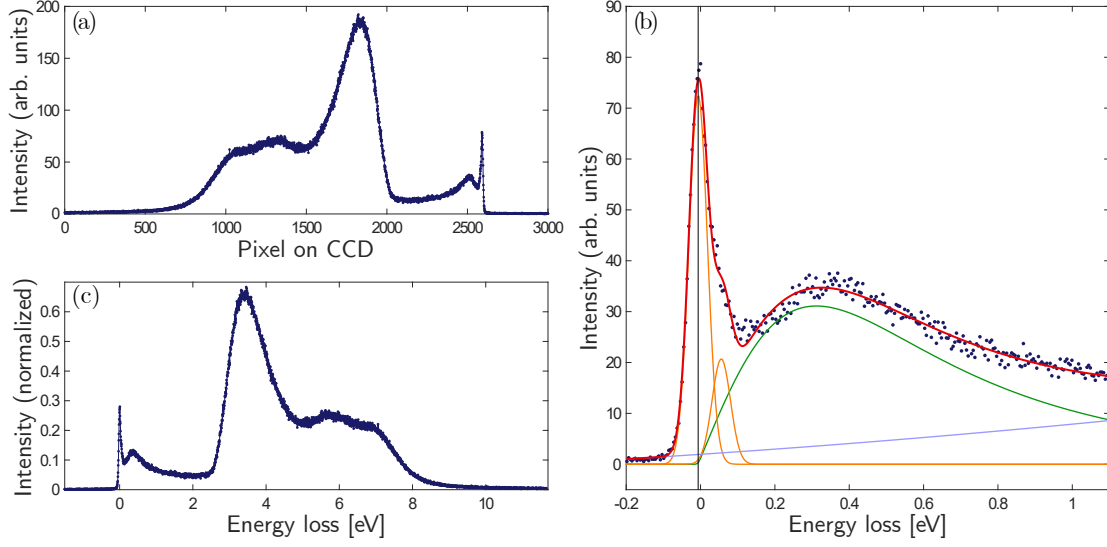 (a)
Intensity (arb. units)
200
150
100
50
0
0 500 1000 1500 2000 2500 3000
Pixel on CCD
(c)
Intensity (normalized)
0.6
0.5
0.4
0.3
0.2
0.1
0
0 2 4 6 8 10
Energy loss [eV]
(b)
Intensity (arb. units)
90
80
70
60
50
40
30
20
10
0
-0.2 0 0.2 0.4 0.6 0.8 1
Energy loss [eV]